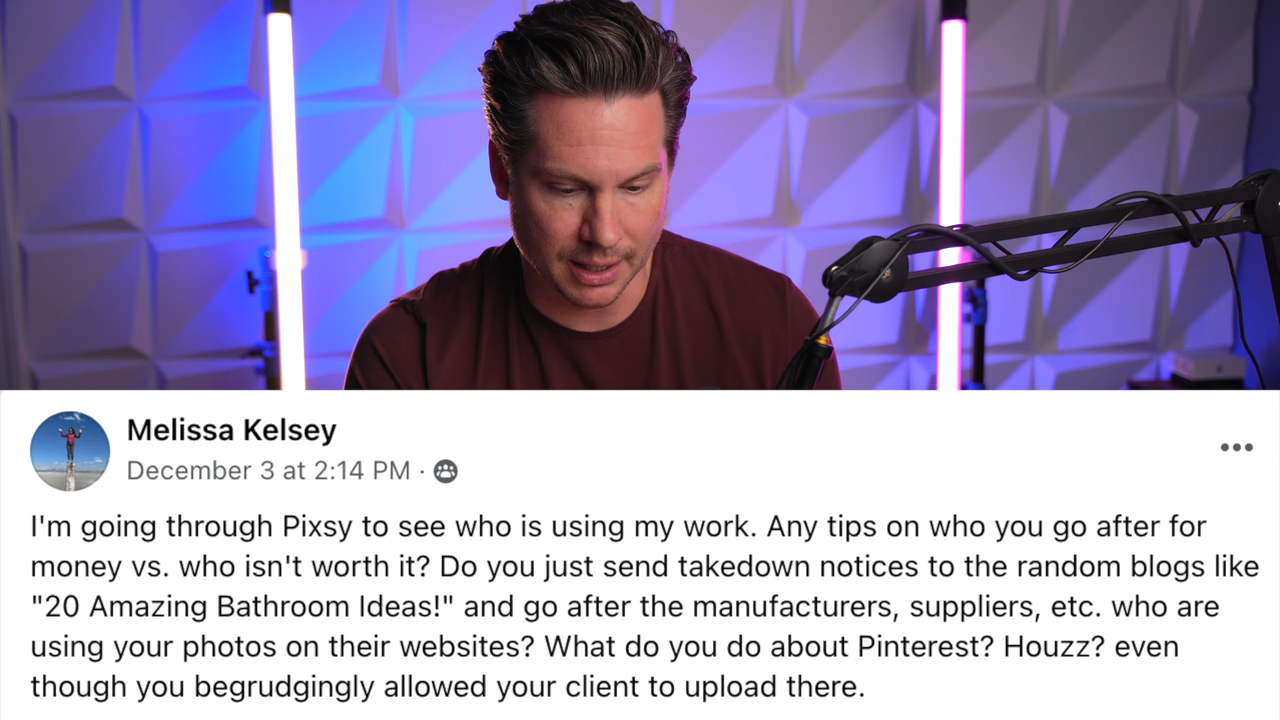 Melissa Kelsey
December 3 at 2:14 PM ·
I'm going through Pixsy to see who is using my work. Any tips on who you go after for
money vs. who isn't worth it? Do you just send takedown notices to the random blogs like
"20 Amazing Bathroom Ideas!" and go after the manufacturers, suppliers, etc. who are
using your photos on their websites? What do you do about Pinterest? Houzz? even
though you begrudgingly allowed your client to upload there.